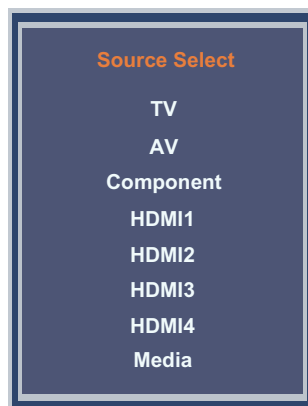 Source Select
TV
AV
Component
HDMI1
HDMI2
HDMI3
HDMI4
Media